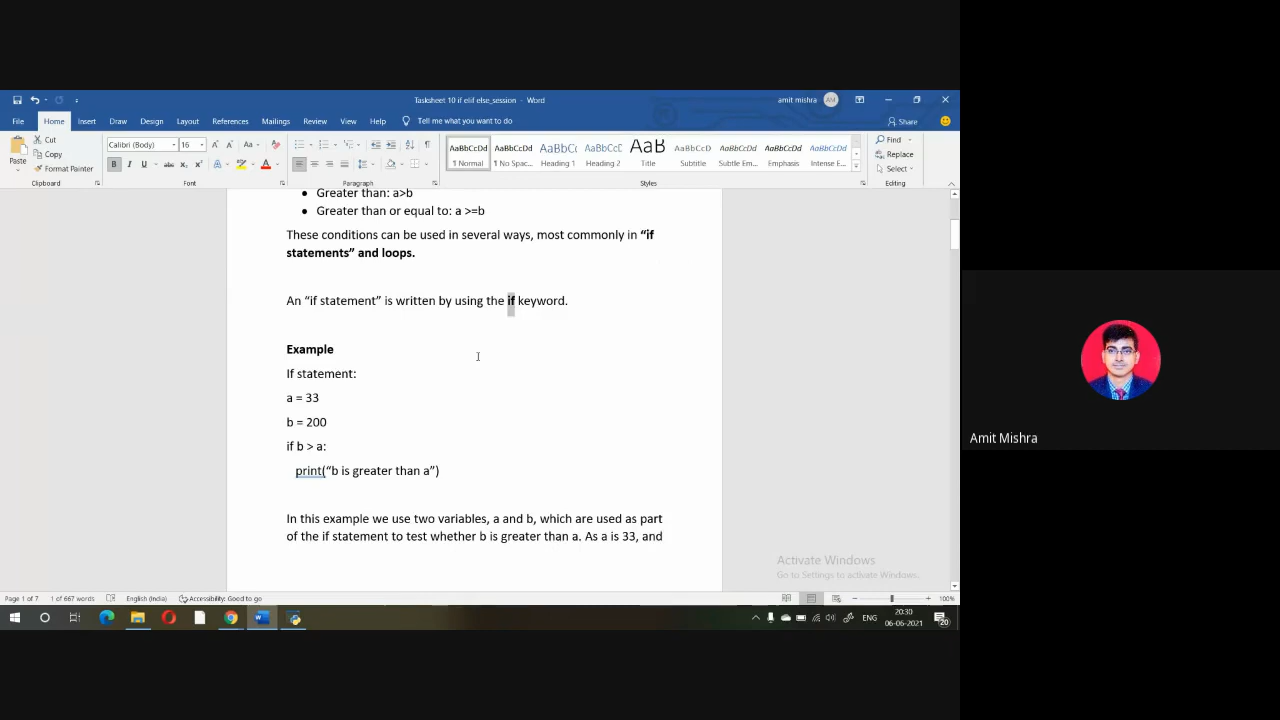 Tasksheet 10 if elif else_session - Word
amit mishra AM
File Home Insert Draw Design Layout References Mailings Review View Help Tell me what you want to do Share
Paste
Cut
Copy
Format Painter
Clipboard
Calibri (Body) 16
Font
Paragraph
AaBbCcDd AaBbCcDd AaBbCc AaBbCcD AaB AaBbCcD AaBbCcDd AaBbCcDd AaBbCcDd
¶ Normal ¶ No Spac... Heading 1 Heading 2 Title Subtitle Subtle Em... Emphasis Intense E...
Styles
Find
Replace
Select
Editing
• Greater than: a>b
• Greater than or equal to: a >=b
These conditions can be used in several ways, most commonly in “if
statements” and loops.
An “if statement” is written by using the if keyword.
Example
If statement:
a = 33
b = 200
if b > a:
print(“b is greater than a”)
In this example we use two variables, a and b, which are used as part
of the if statement to test whether b is greater than a. As a is 33, and
Activate Windows
Go to Settings to activate Windows.
Amit Mishra
Page 1 of 7 1 of 667 words English (India) Accessibility: Good to go 100%
ENG
20:30
06-06-2021
20